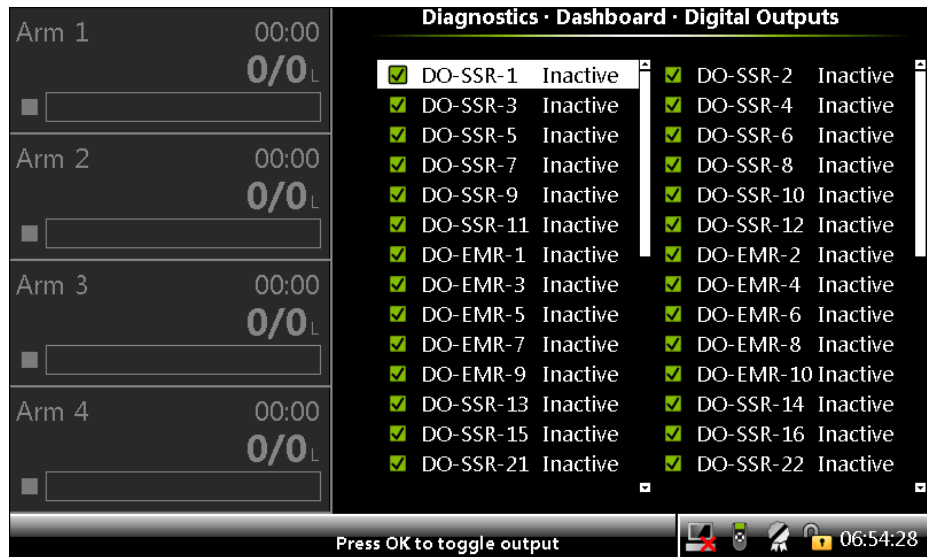 Diagnostics · Dashboard · Digital Outputs
Arm 1 00:00
0/0 L
Arm 2 00:00
0/0 L
Arm 3 00:00
0/0 L
Arm 4 00:00
0/0 L
DO-SSR-1 Inactive DO-SSR-2 Inactive
DO-SSR-3 Inactive DO-SSR-4 Inactive
DO-SSR-5 Inactive DO-SSR-6 Inactive
DO-SSR-7 Inactive DO-SSR-8 Inactive
DO-SSR-9 Inactive DO-SSR-10 Inactive
DO-SSR-11 Inactive DO-SSR-12 Inactive
DO-EMR-1 Inactive DO-EMR-2 Inactive
DO-EMR-3 Inactive DO-EMR-4 Inactive
DO-EMR-5 Inactive DO-EMR-6 Inactive
DO-EMR-7 Inactive DO-EMR-8 Inactive
DO-EMR-9 Inactive DO-EMR-10 Inactive
DO-SSR-13 Inactive DO-SSR-14 Inactive
DO-SSR-15 Inactive DO-SSR-16 Inactive
DO-SSR-21 Inactive DO-SSR-22 Inactive
Press OK to toggle output
06:54:28